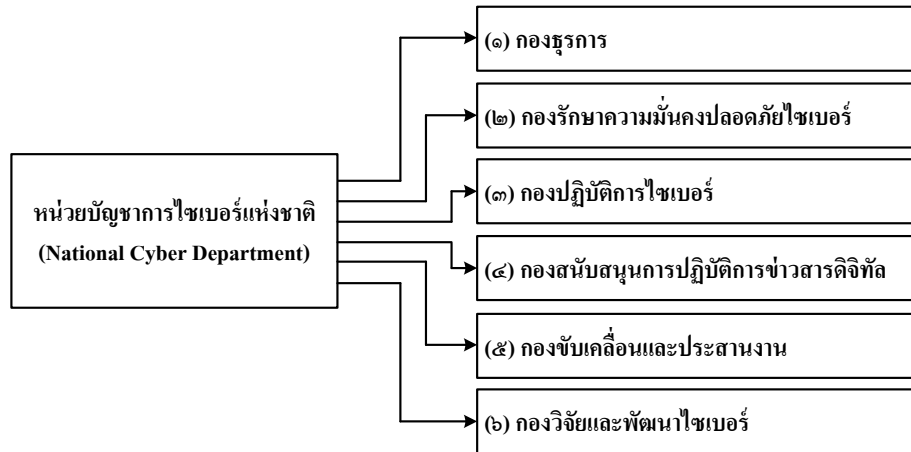 หน่วยบัญชาการไซเบอร์แห่งชาติ
(National Cyber Department)
(๑) กองธุรการ
(๒) กองรักษาความมั่นคงปลอดภัยไซเบอร์
(๓) กองปฏิบัติการไซเบอร์
(๔) กองสนับสนุนการปฏิบัติการข่าวสารดิจิทัล
(๕) กองขับเคลื่อนและประสานงาน
(๖) กองวิจัยและพัฒนาไซเบอร์